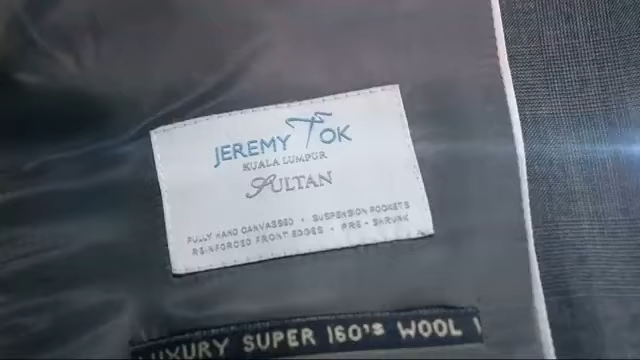 JEREMY TOK
KUALA LUMPUR
SULTAN
FULLY HAND CANVASSED • SUSPENSION POCKETS
REINFORCED FRONT EDGES • PRE - SHRUNK
LUXURY SUPER 160'S WOOL